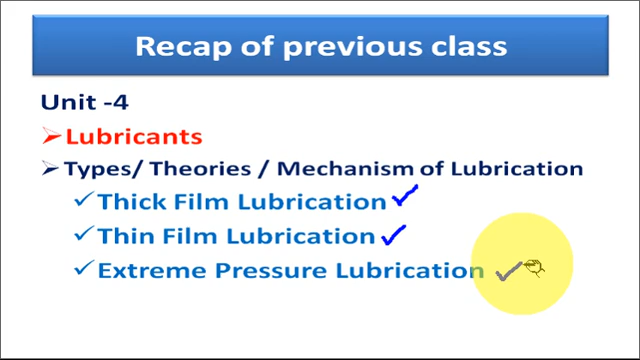 Recap of previous class
Unit -4
Lubricants
Types/ Theories / Mechanism of Lubrication
Thick Film Lubrication
Thin Film Lubrication
Extreme Pressure Lubrication